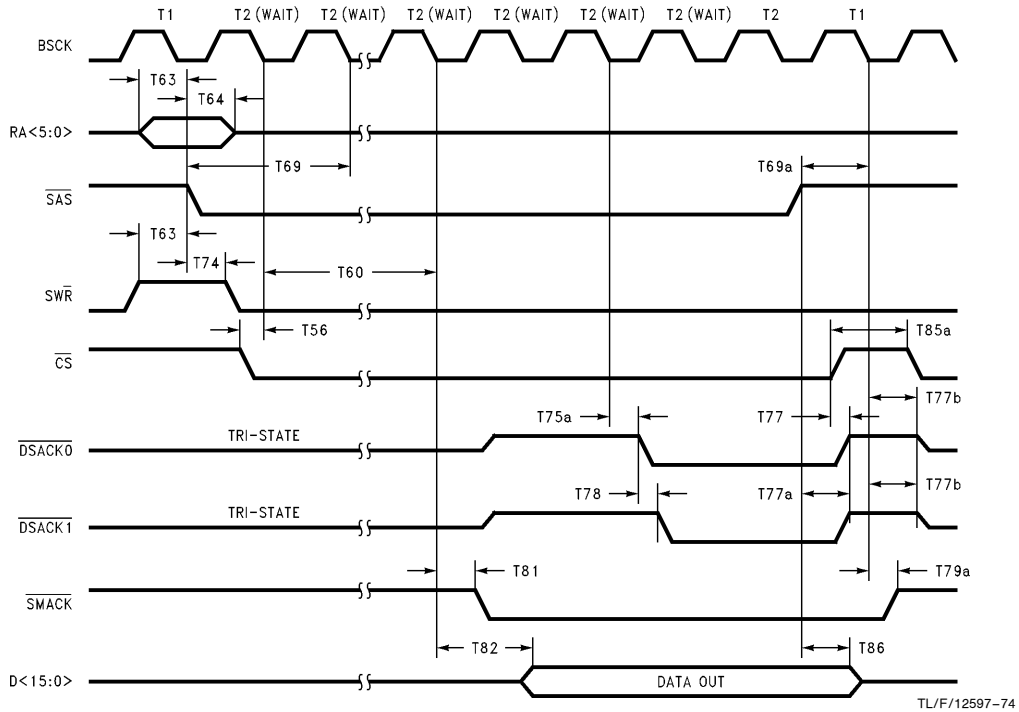 T1 T2 (WAIT) T2 (WAIT) T2 (WAIT) T2 (WAIT) T2 (WAIT) T2 (WAIT) T2 T1
BSCK
T63
T64
RA<5:0>
T69 T69a
SAS
T63
T74 T60
SWR
T56 T85a
CS
T77b
T75a T77
TRI-STATE
DSACK0
T77b
T78 T77a
TRI-STATE
DSACK1
T81 T79a
SMACK
T82 T86
D<15:0> DATA OUT
TL/F/12597-74